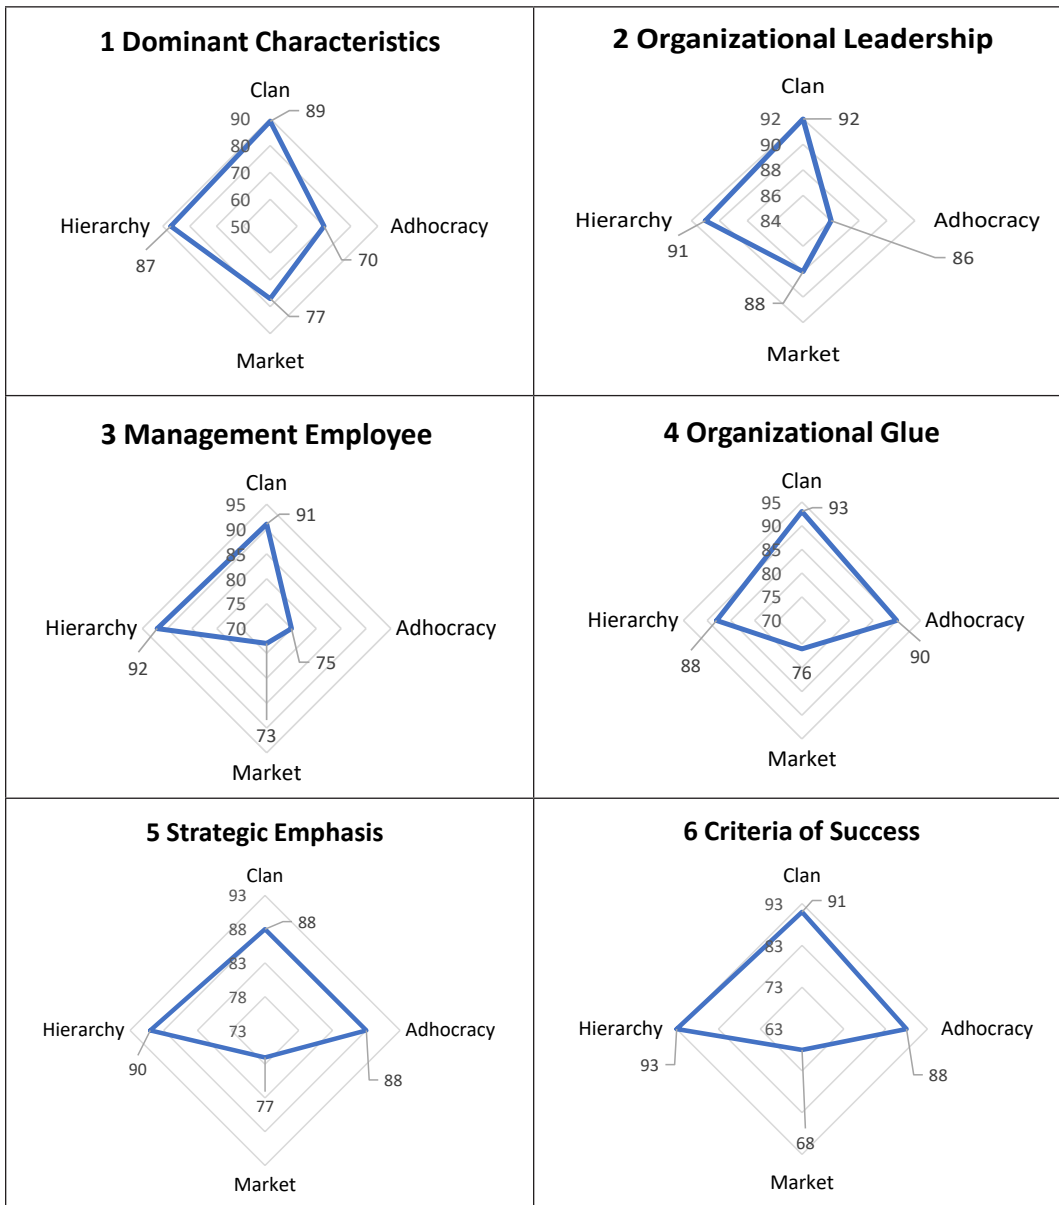 1 Dominant Characteristics
Clan
89
90
80
70
60
50
Hierarchy
Adhocracy
87
70
77
Market
2 Organizational Leadership
Clan
92
92
90
88
86
84
Hierarchy
Adhocracy
91
86
88
Market
3 Management Employee
Clan
95
91
90
85
80
75
70
Hierarchy
Adhocracy
92
75
73
Market
4 Organizational Glue
Clan
95
93
90
85
80
75
70
Hierarchy
Adhocracy
88
90
76
Market
5 Strategic Emphasis
Clan
93
88
88
83
78
73
Hierarchy
Adhocracy
90
88
77
Market
6 Criteria of Success
Clan
93
91
83
73
63
Hierarchy
Adhocracy
93
88
68
Market